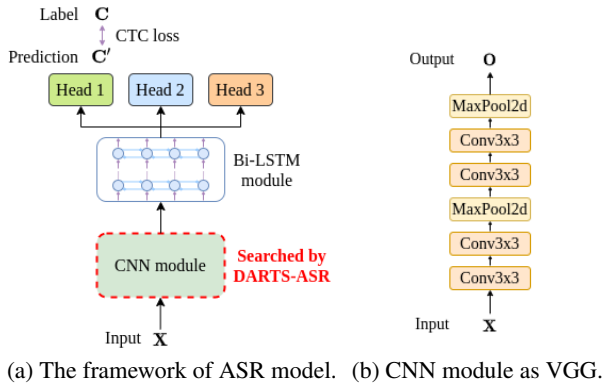 Label C
CTC loss
Prediction C′
Head 1 Head 2 Head 3
Bi-LSTM
module
CNN module
Searched by
DARTS-ASR
Input X
(a) The framework of ASR model.
Output O
MaxPool2d
Conv3x3
Conv3x3
MaxPool2d
Conv3x3
Conv3x3
Input X
(b) CNN module as VGG.